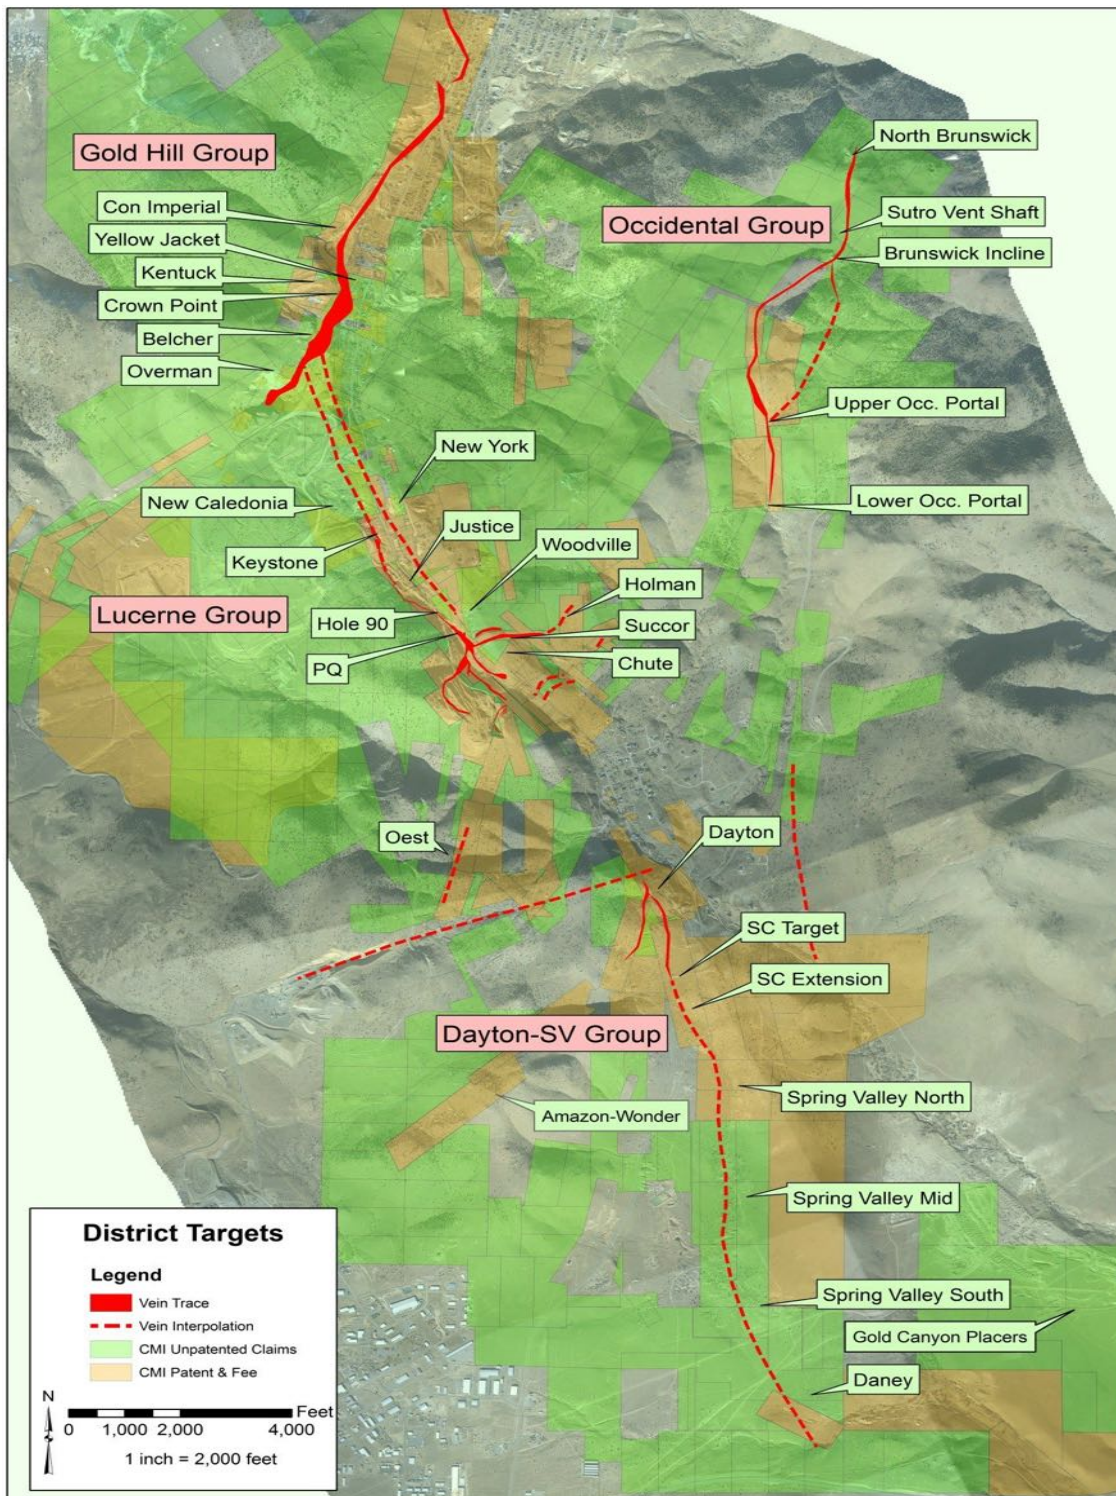 North Brunswick
Gold Hill Group
Con Imperial
Occidental Group
Sutro Vent Shaft
Yellow Jacket
Brunswick Incline
Kentuck
Crown Point
Belcher
Overman
Upper Occ. Portal
New York
New Caledonia
Lower Occ. Portal
Justice
Woodville
Keystone
Holman
Lucerne Group
Hole 90
Succor
PQ
Chute
Oest
Dayton
SC Target
SC Extension
Dayton-SV Group
Spring Valley North
Amazon-Wonder
Spring Valley Mid
Spring Valley South
Gold Canyon Placers
Daney
District Targets
Legend
Vein Trace
Vein Interpolation
CMI Unpatented Claims
CMI Patent & Fee
N
Feet
0 1,000 2,000 4,000
1 inch = 2,000 feet